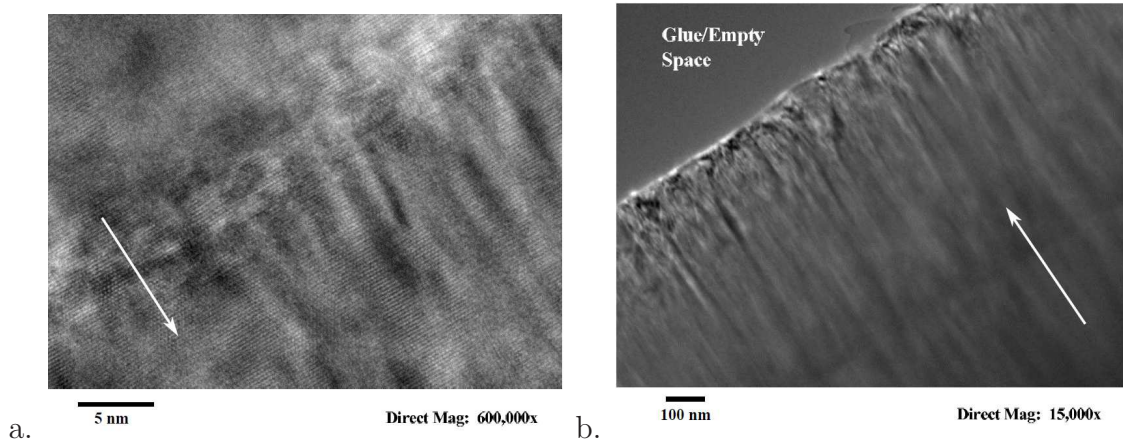 Glue/Empty
Space
5 nm
Direct Mag: 600,000x
a.
100 nm
Direct Mag: 15,000x
b.